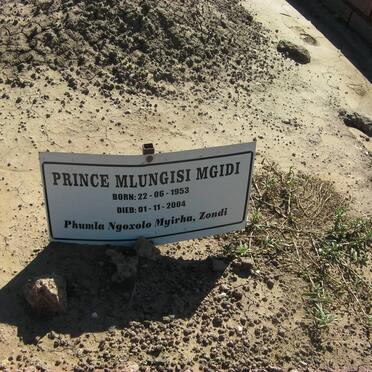 PRINCE MLUNGISI MGIDI
BORN: 22 - 06 - 1953
DIED: 01 - 11 - 2004
Phumla Ngoxolo Myirha, Zondi